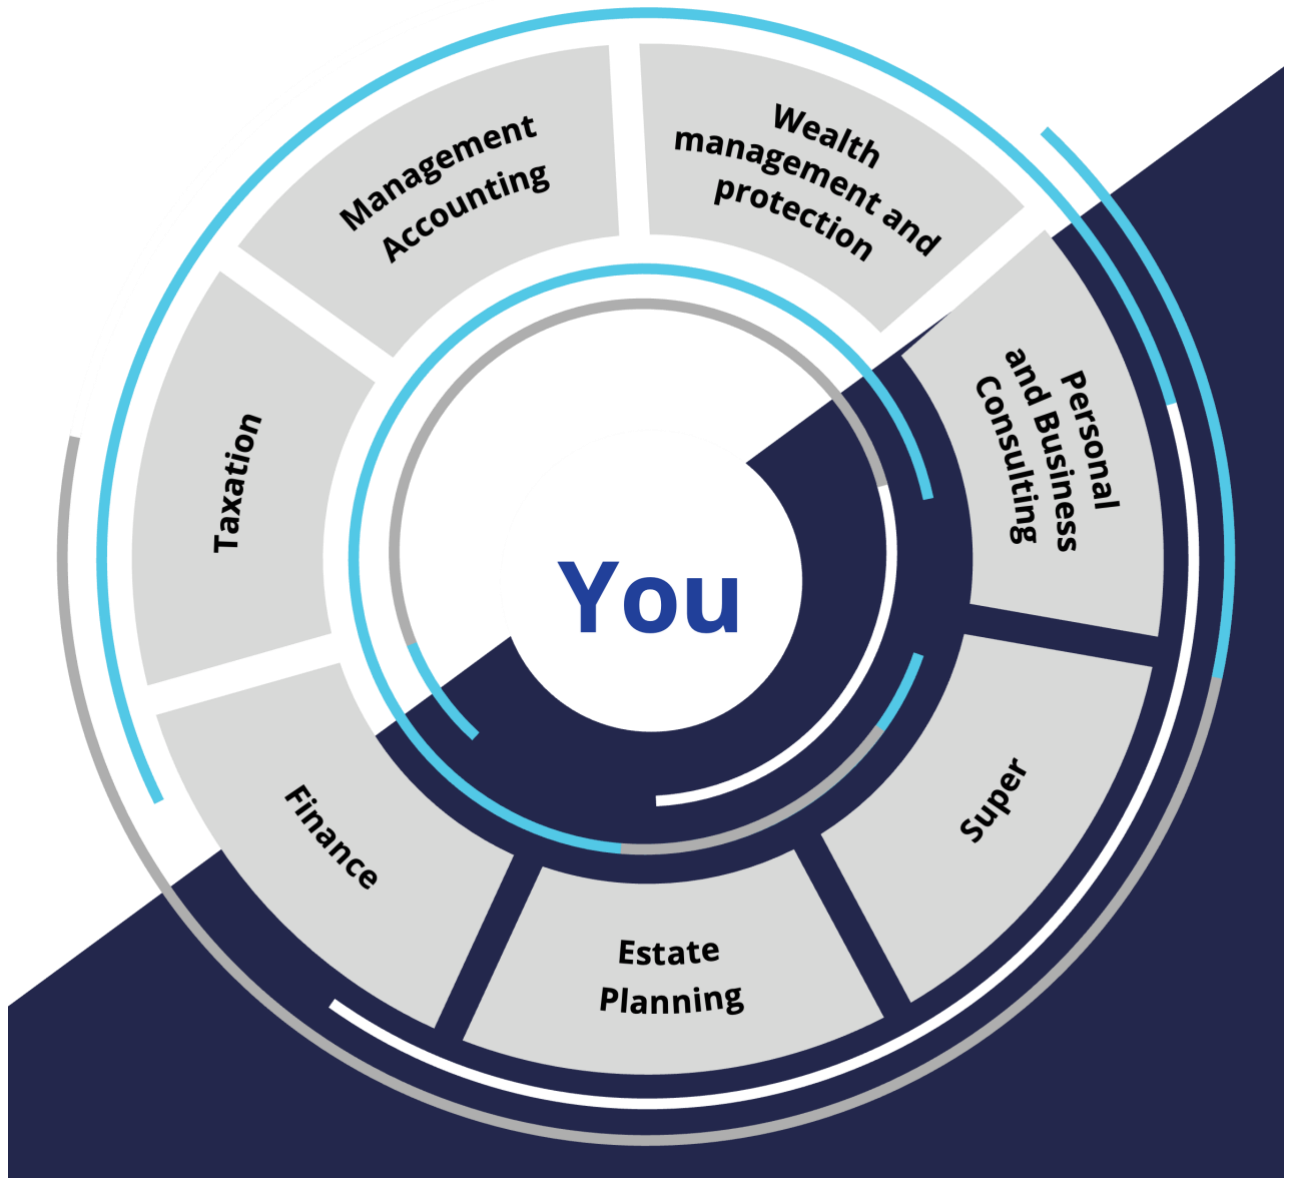 Wealth
management and
protection
Personal
and Business
Consulting
Super
Estate
Planning
Finance
Taxation
Management
Accounting
You